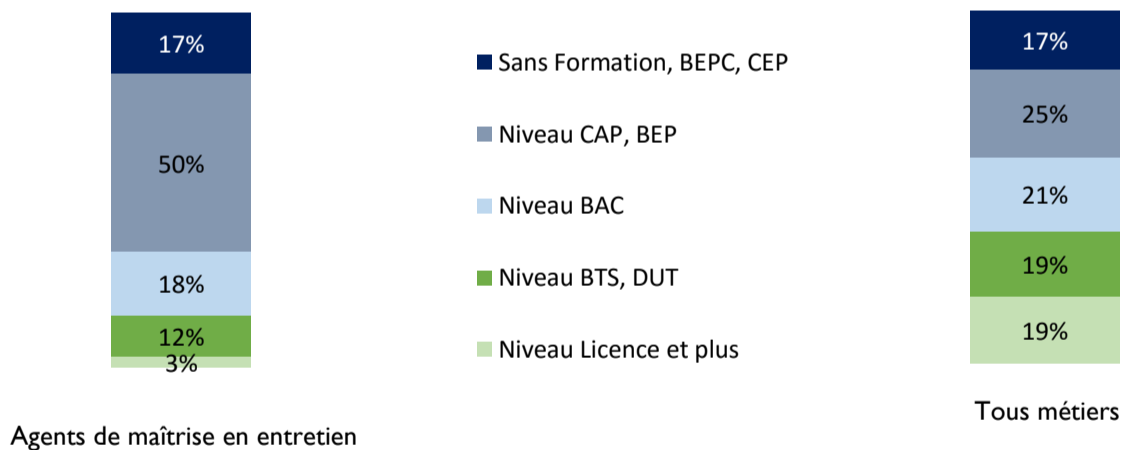 17%
50%
18%
12%
3%
Agents de maîtrise en entretien
Sans Formation, BEPC, CEP
Niveau CAP, BEP
Niveau BAC
Niveau BTS, DUT
Niveau Licence et plus
17%
25%
21%
19%
19%
Tous métiers